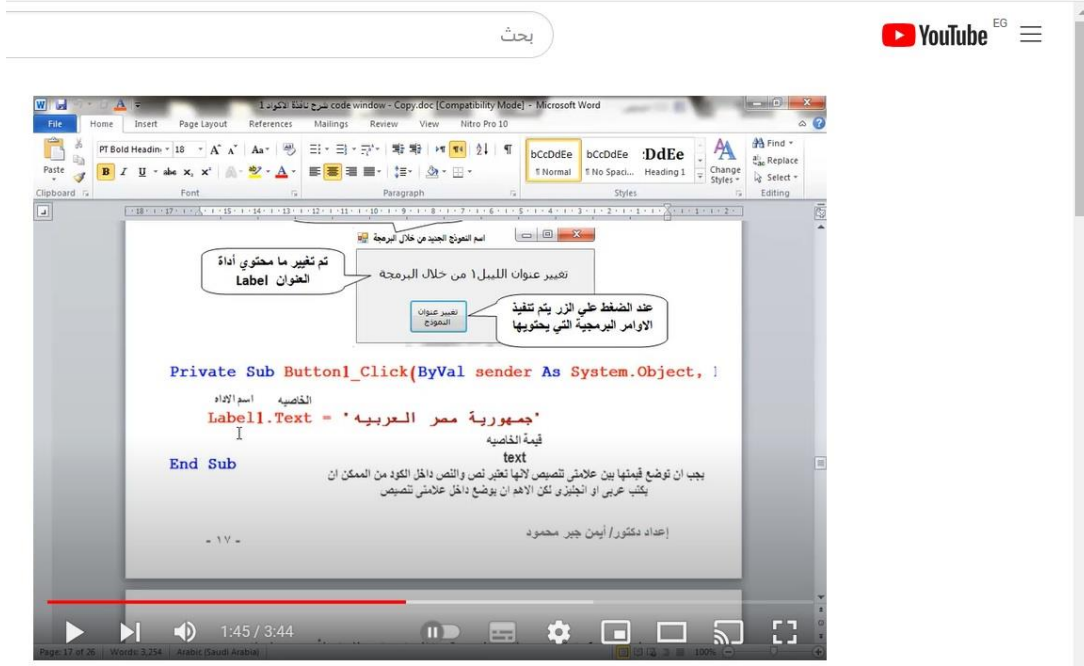 بحث
YouTube EG
شرح نافذة الاكواد 1 code window - Copy.doc [Compatibility Mode] - Microsoft Word
File Home Insert Page Layout References Mailings Review View Nitro Pro 10
PT Bold Headin 18
Paste
bCcDdEe bCcDdEe :DdEe
¶ Normal ¶ No Spaci... Heading 1
Change Styles
Find
Replace
Select
Clipboard Font Paragraph Styles Editing
اسم النموذج الجديد من خلال البرمجة
تم تغيير ما محتوي أداة
العنوان Label
تغيير عنوان الليبل١ من خلال البرمجة
تغيير عنوان
النموذج
عند الضغط علي الزر يتم تنفيذ
الاوامر البرمجية التي يحتويها
Private Sub Button1_Click(ByVal sender As System.Object,
الخاصيه اسم الاداه
Label1.Text = "جمهورية مصر العربيه"
قيمة الخاصيه
text
End Sub
يجب ان توضع قيمتها بين علامتى تنصيص لانها تعتبر نص والنص داخل الكود من الممكن ان
يكتب عربى او انجليزى لكن الاهم ان يوضع داخل علامتى تنصيص
إعداد دكتور/ أيمن جبر محمود
- ١٧ -
1:45 / 3:44
Page: 17 of 26 Words: 3,254 Arabic (Saudi Arabia) 100%